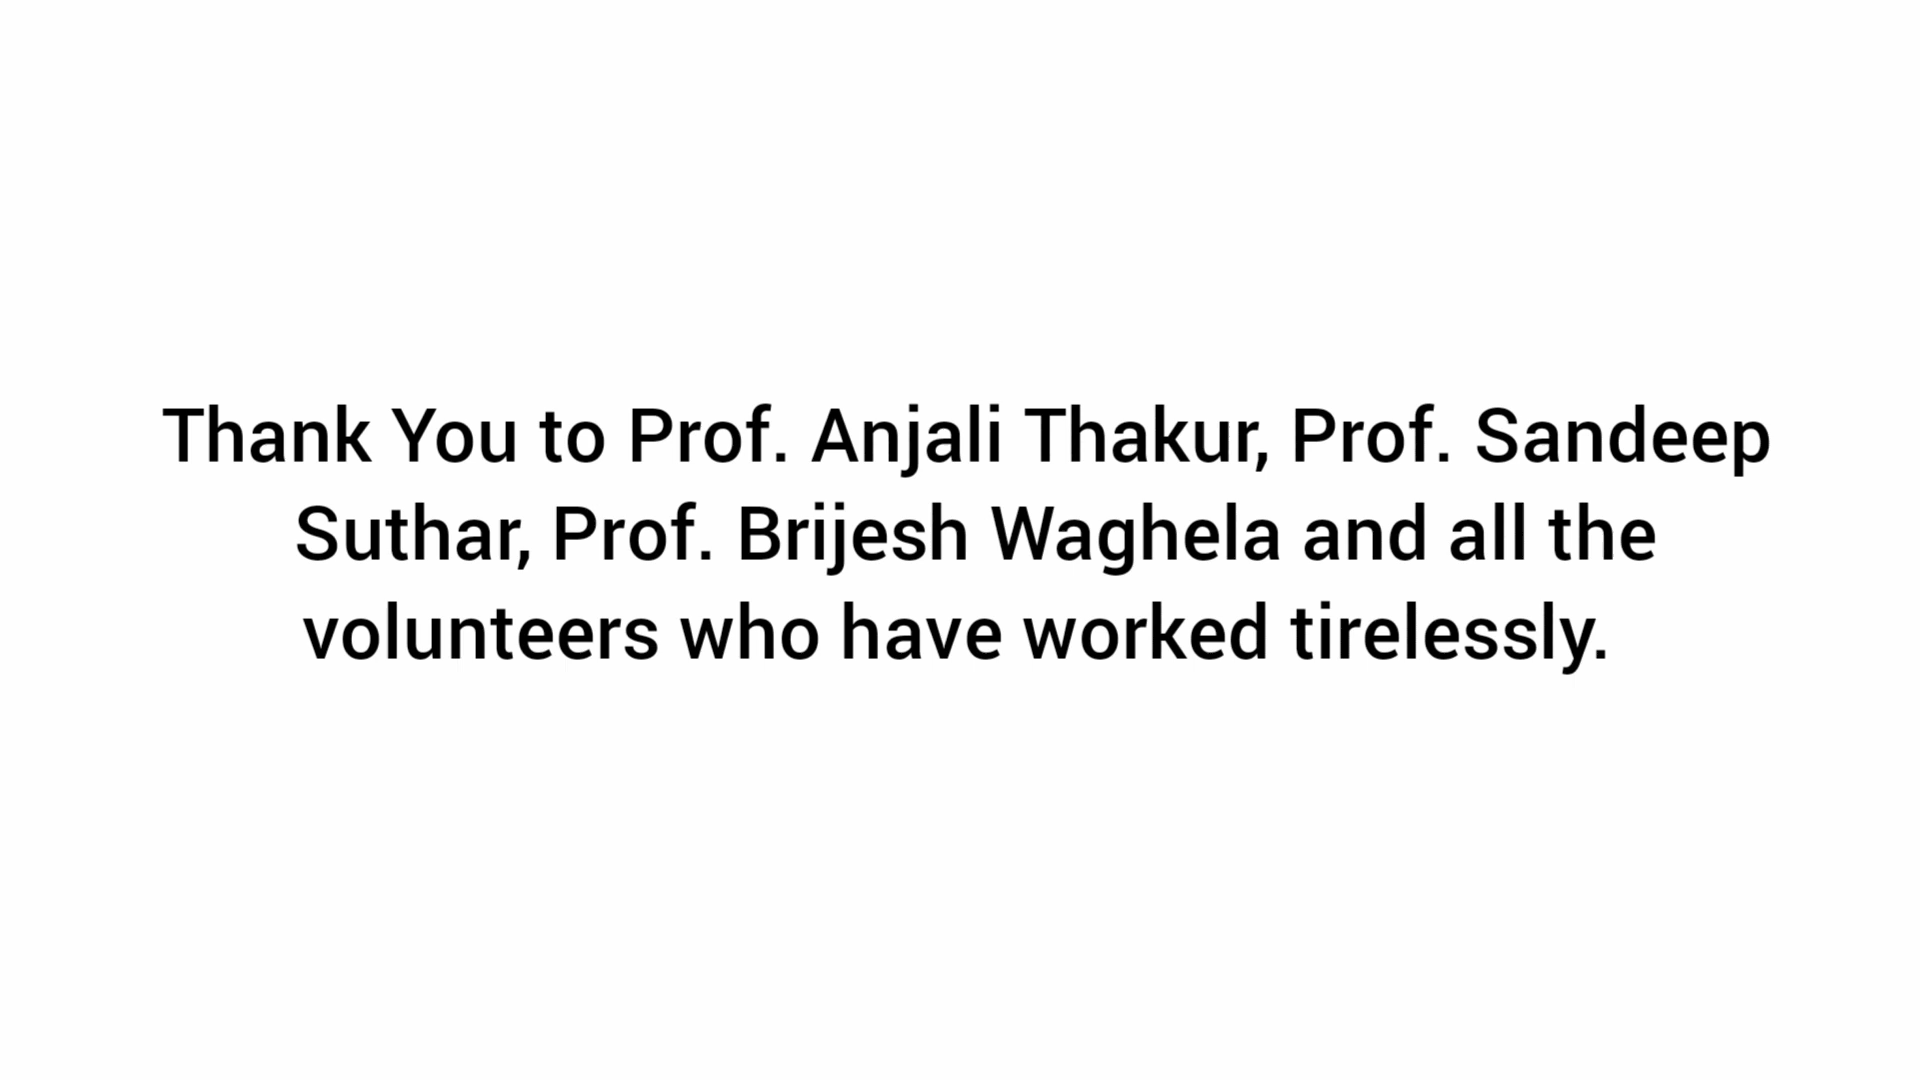 Thank You to Prof. Anjali Thakur, Prof. Sandeep
Suthar, Prof. Brijesh Waghela and all the
volunteers who have worked tirelessly.